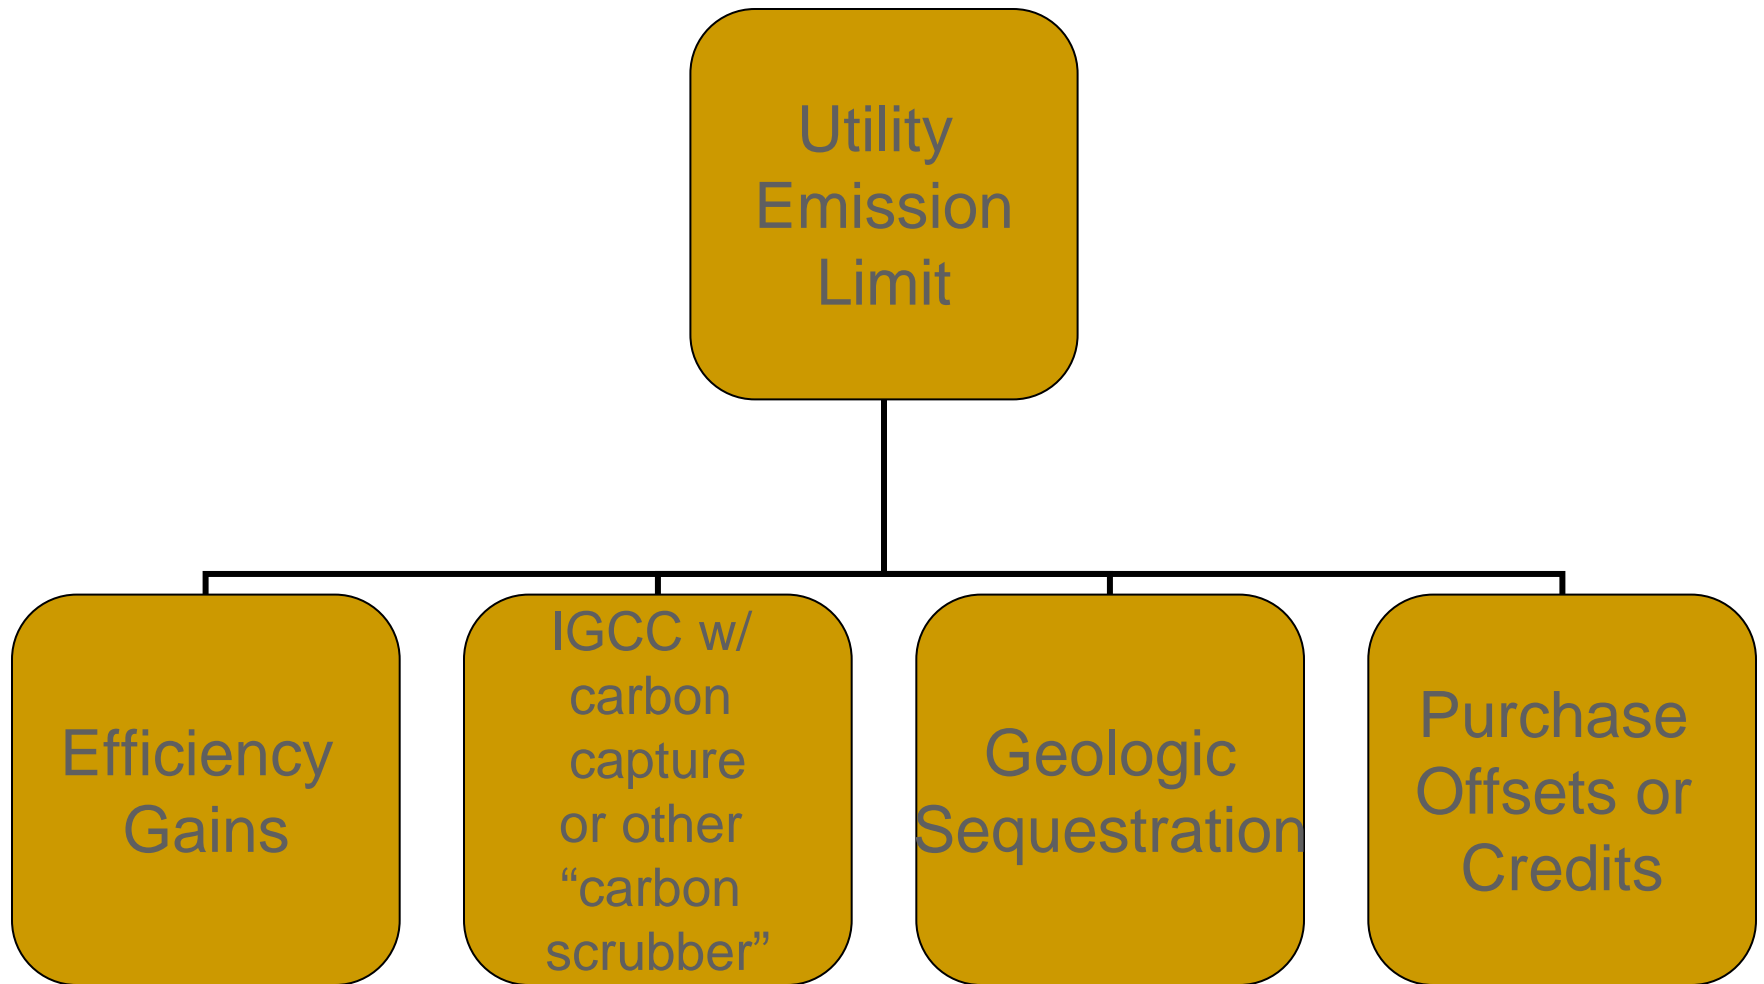 Utility
Emission
Limit
Efficiency
Gains
IGCC w/
carbon
capture
or other
“carbon
scrubber”
Geologic
Sequestration
Purchase
Offsets or
Credits